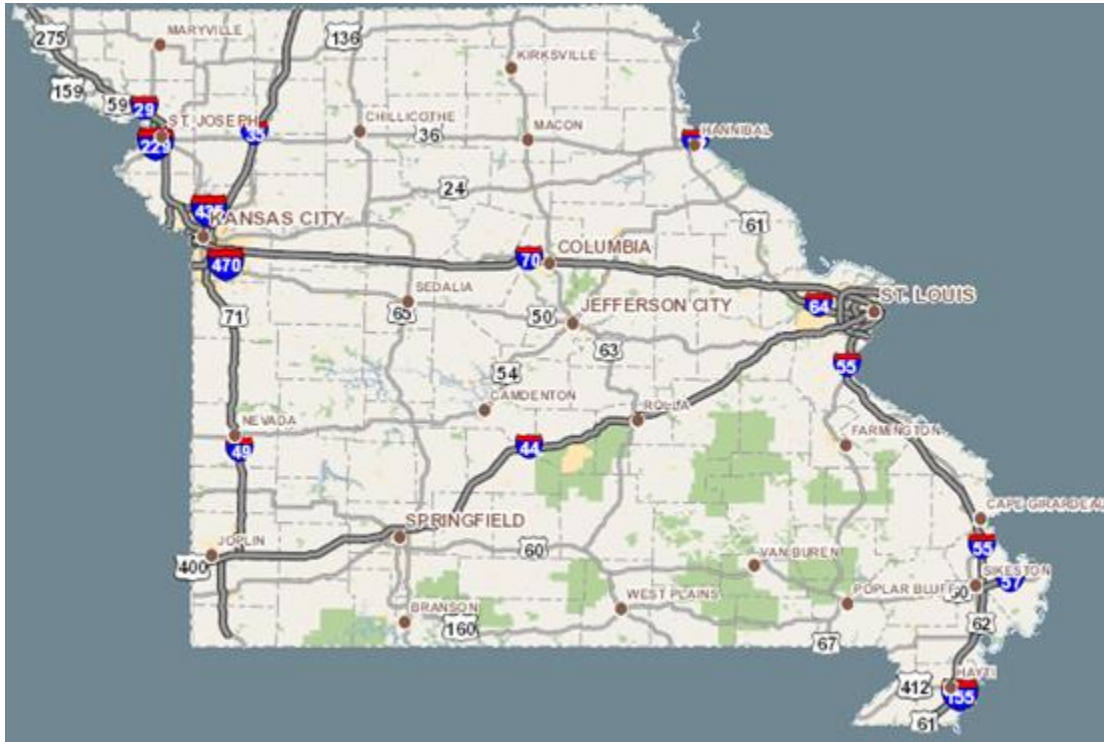 275
MARYVILLE
136
KIRKSVILLE
159
59
29
ST. JOSEPH
229
35
CHILLICOTHE
36
MACON
HANNIBAL
24
435
KANSAS CITY
61
470
70
COLUMBIA
SEDALIA
65
50
JEFFERSON CITY
64
ST. LOUIS
71
63
54
55
CAMDENTON
ROLLA
NEVADA
49
44
FARMINGTON
SPRINGFIELD
CAPE GIRARDEAU
JOPLIN
400
60
VAN BUREN
55
SIKESTON
57
BRANSON
160
WEST PLAINS
POPLAR BLUFF
60
67
62
HAYTI
412
155
61